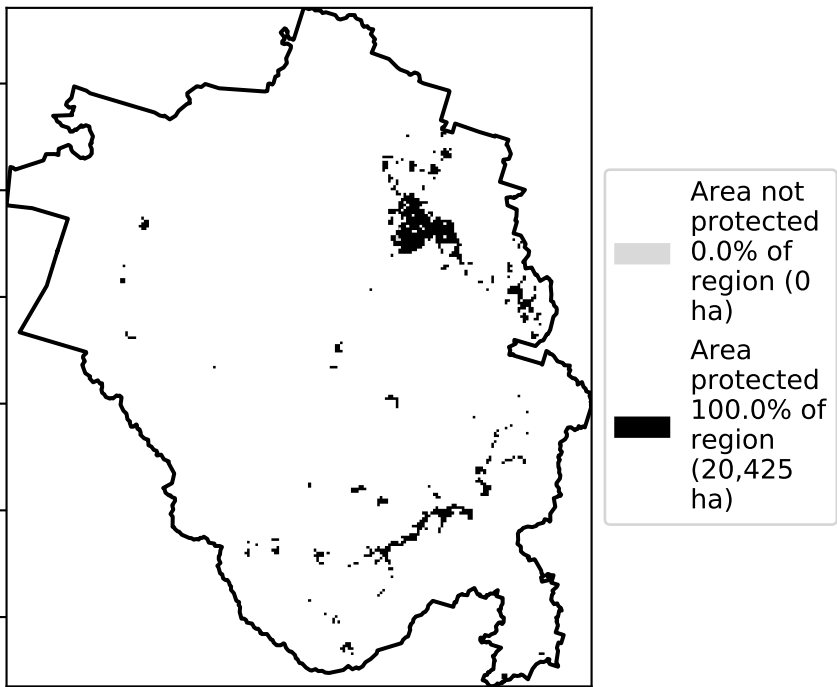 Area not
protected
0.0% of
region (0
ha)
Area
protected
100.0% of
region
(20,425
ha)